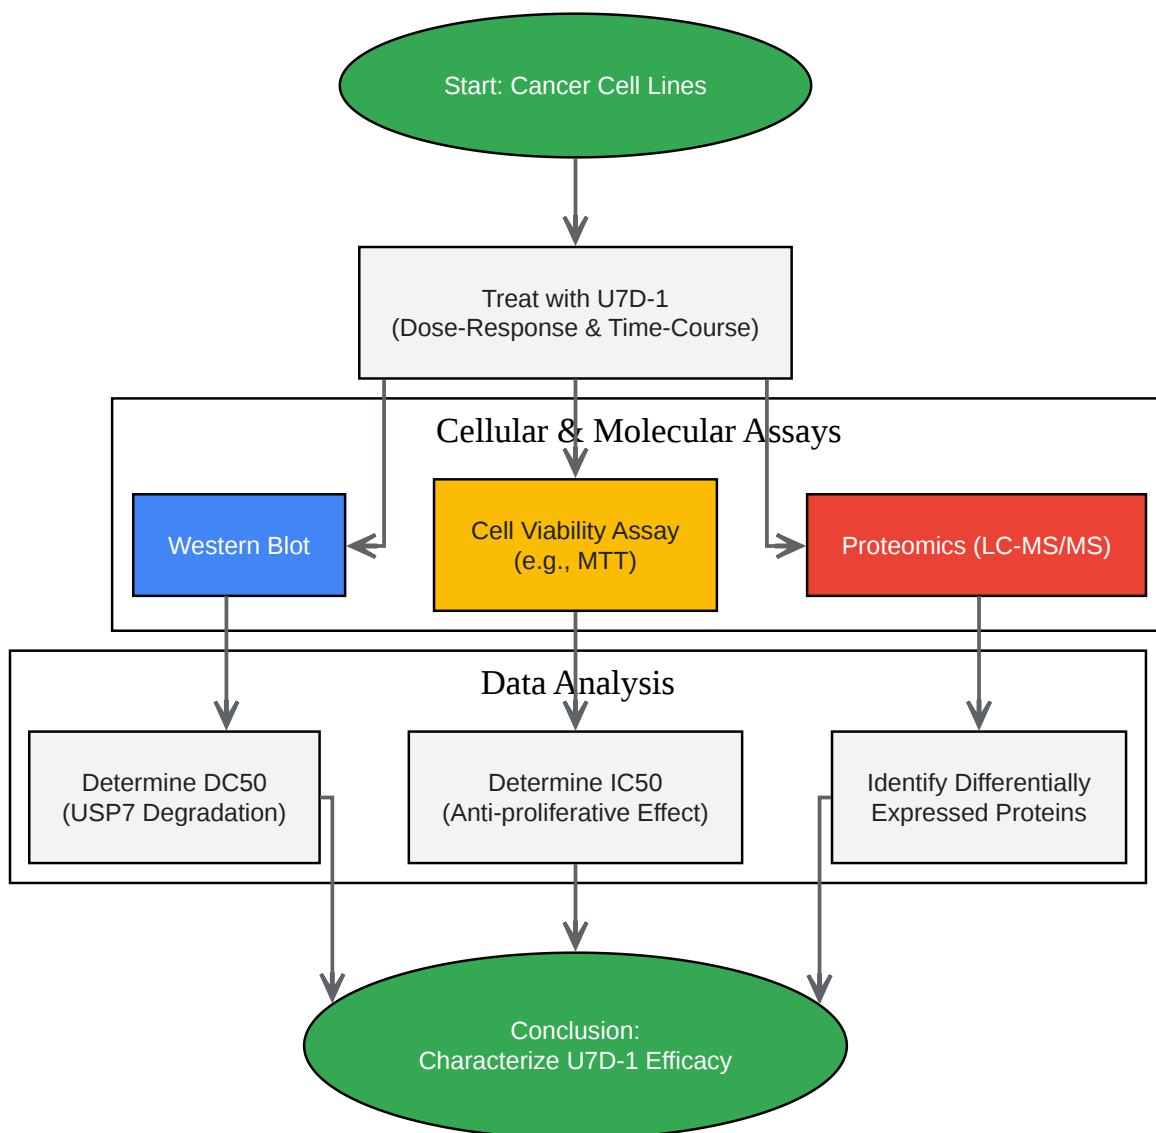 Start: Cancer Cell Lines
Treat with U7D-1
(Dose-Response & Time-Course)
Cellular & Molecular Assays
Western Blot
Cell Viability Assay
(e.g., MTT)
Proteomics (LC-MS/MS)
Data Analysis
Determine DC50
(USP7 Degradation)
Determine IC50
(Anti-proliferative Effect)
Identify Differentially
Expressed Proteins
Conclusion:
Characterize U7D-1 Efficacy